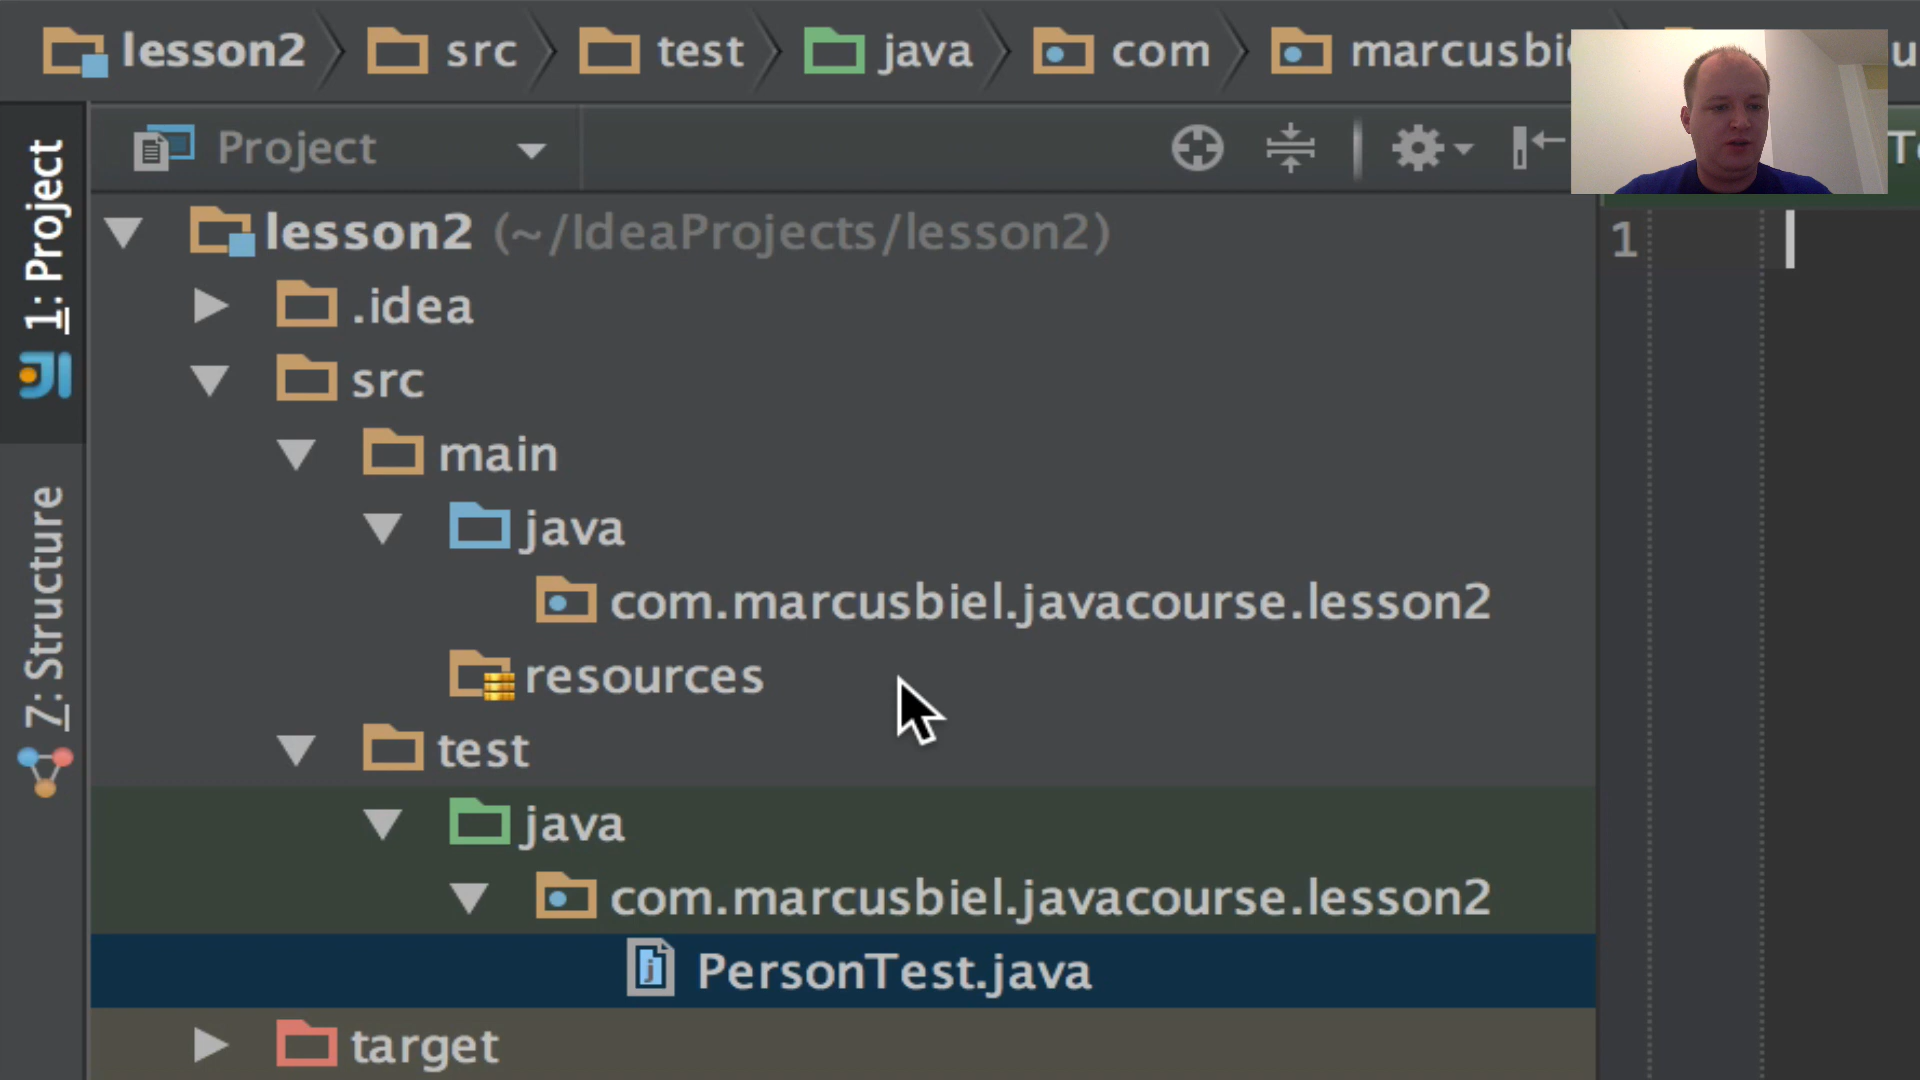 lesson2 src test java com marcusbi
Project
1: Project
7: Structure
lesson2 (~/IdeaProjects/lesson2)
.idea
src
main
java
com.marcusbiel.javacourse.lesson2
resources
test
java
com.marcusbiel.javacourse.lesson2
PersonTest.java
target
1